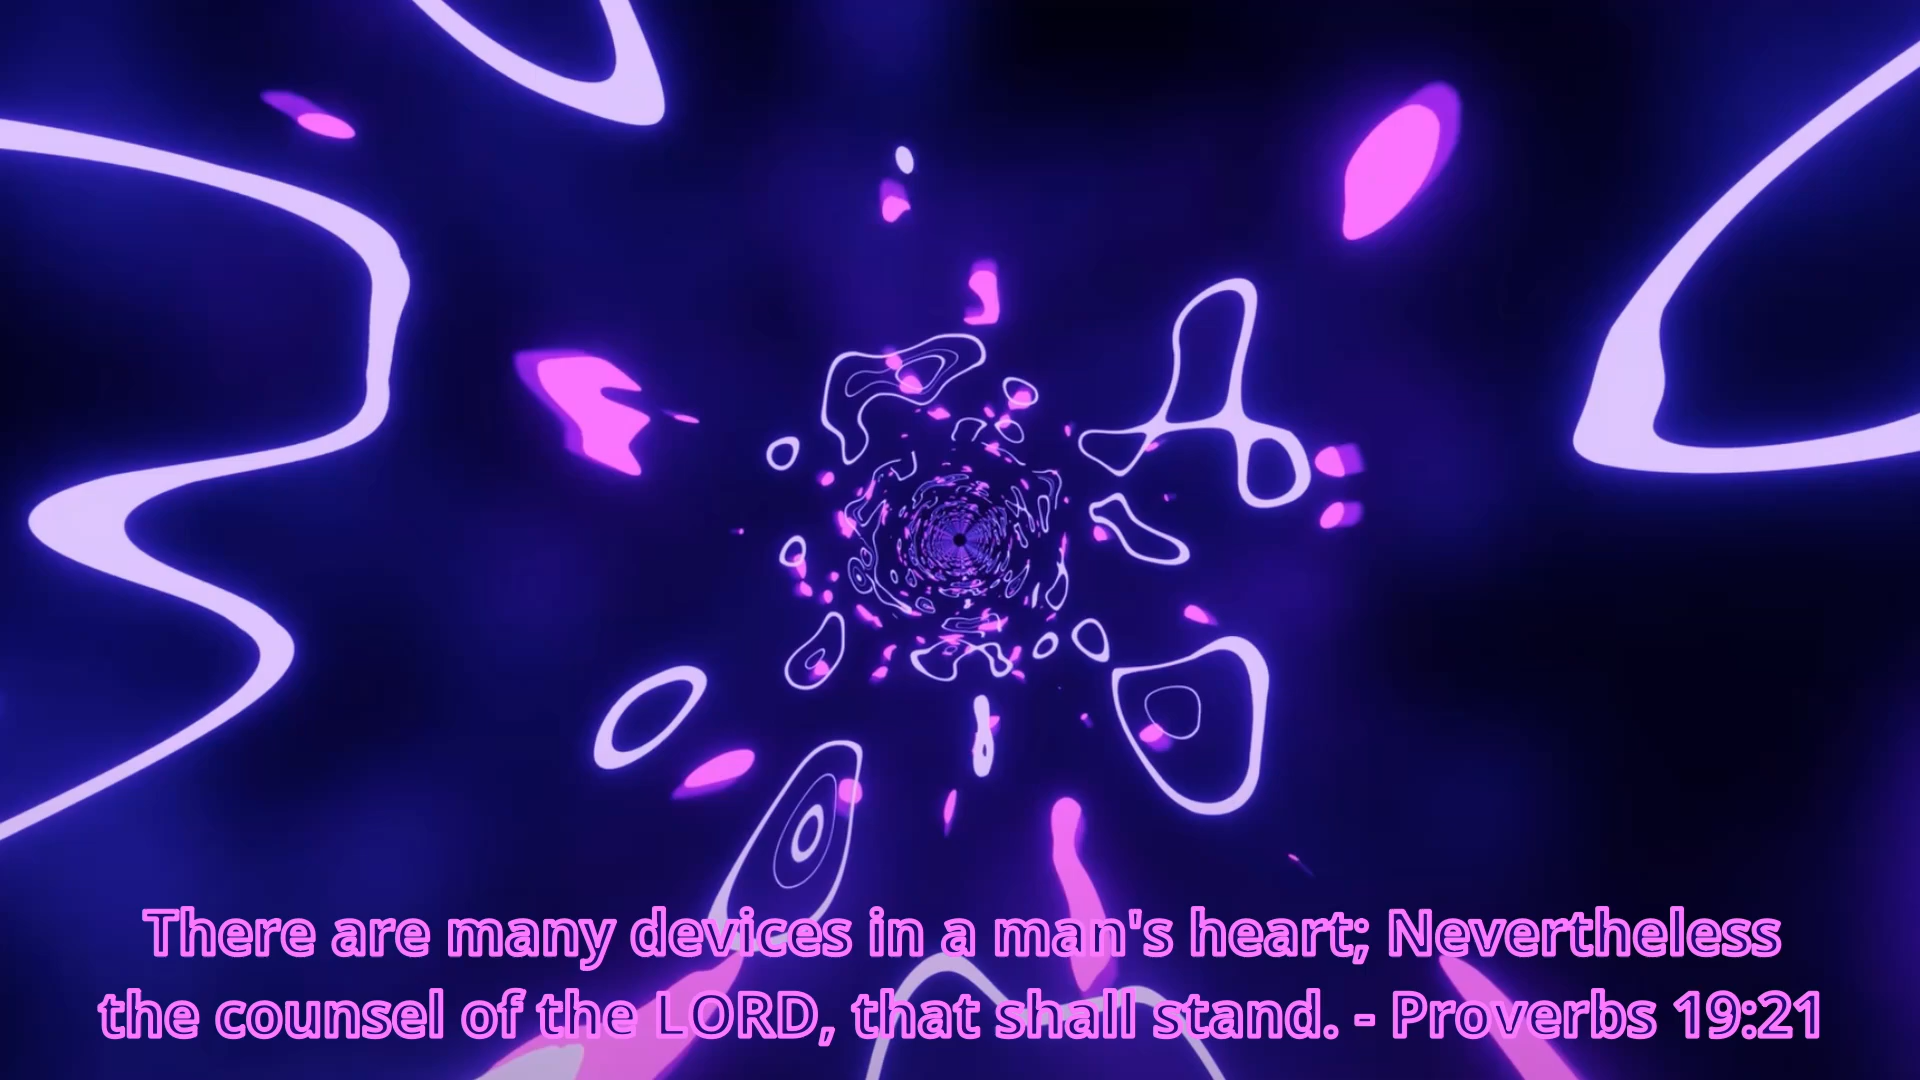 There are many devices in a man's heart; Nevertheless
the counsel of the LORD, that shall stand. - Proverbs 19:21